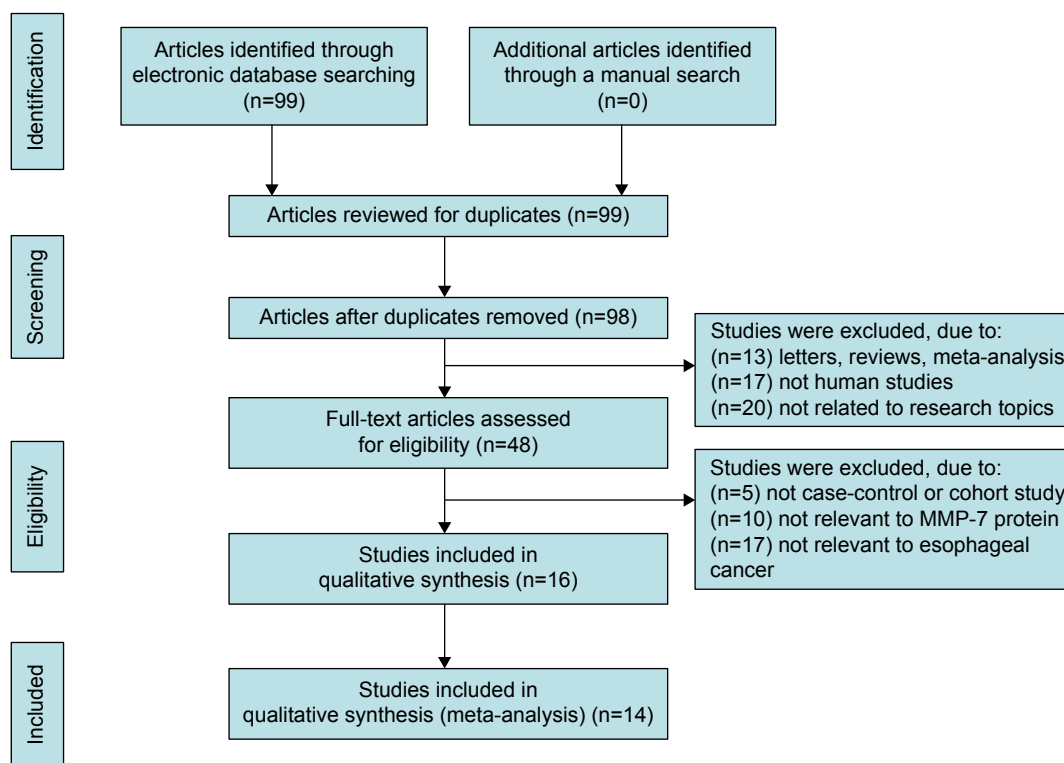 Identification
Articles identified through
electronic database searching
(n=99)
Additional articles identified
through a manual search
(n=0)
Articles reviewed for duplicates (n=99)
Screening
Articles after duplicates removed (n=98)
Studies were excluded, due to:
(n=13) letters, reviews, meta-analysis
(n=17) not human studies
(n=20) not related to research topics
Full-text articles assessed
for eligibility (n=48)
Eligibility
Studies were excluded, due to:
(n=5) not case-control or cohort study
(n=10) not relevant to MMP-7 protein
(n=17) not relevant to esophageal
cancer
Studies included in
qualitative synthesis (n=16)
Included
Studies included in
qualitative synthesis (meta-analysis) (n=14)